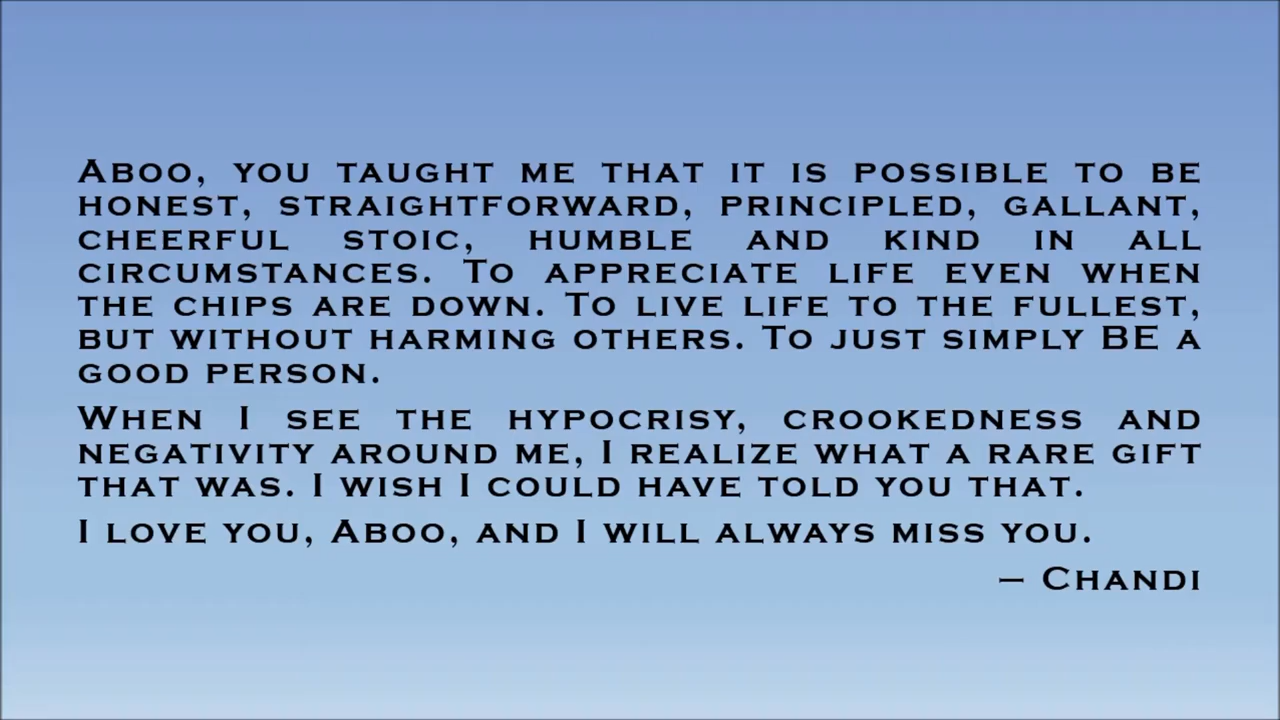 Aboo, you taught me that it is possible to be
honest, straightforward, principled, gallant,
cheerful stoic, humble and kind in all
circumstances. To appreciate life even when
the chips are down. To live life to the fullest,
but without harming others. To just simply BE a
good person.
When I see the hypocrisy, crookedness and
negativity around me, I realize what a rare gift
that was. I wish I could have told you that.
I love you, Aboo, and I will always miss you.
– Chandi